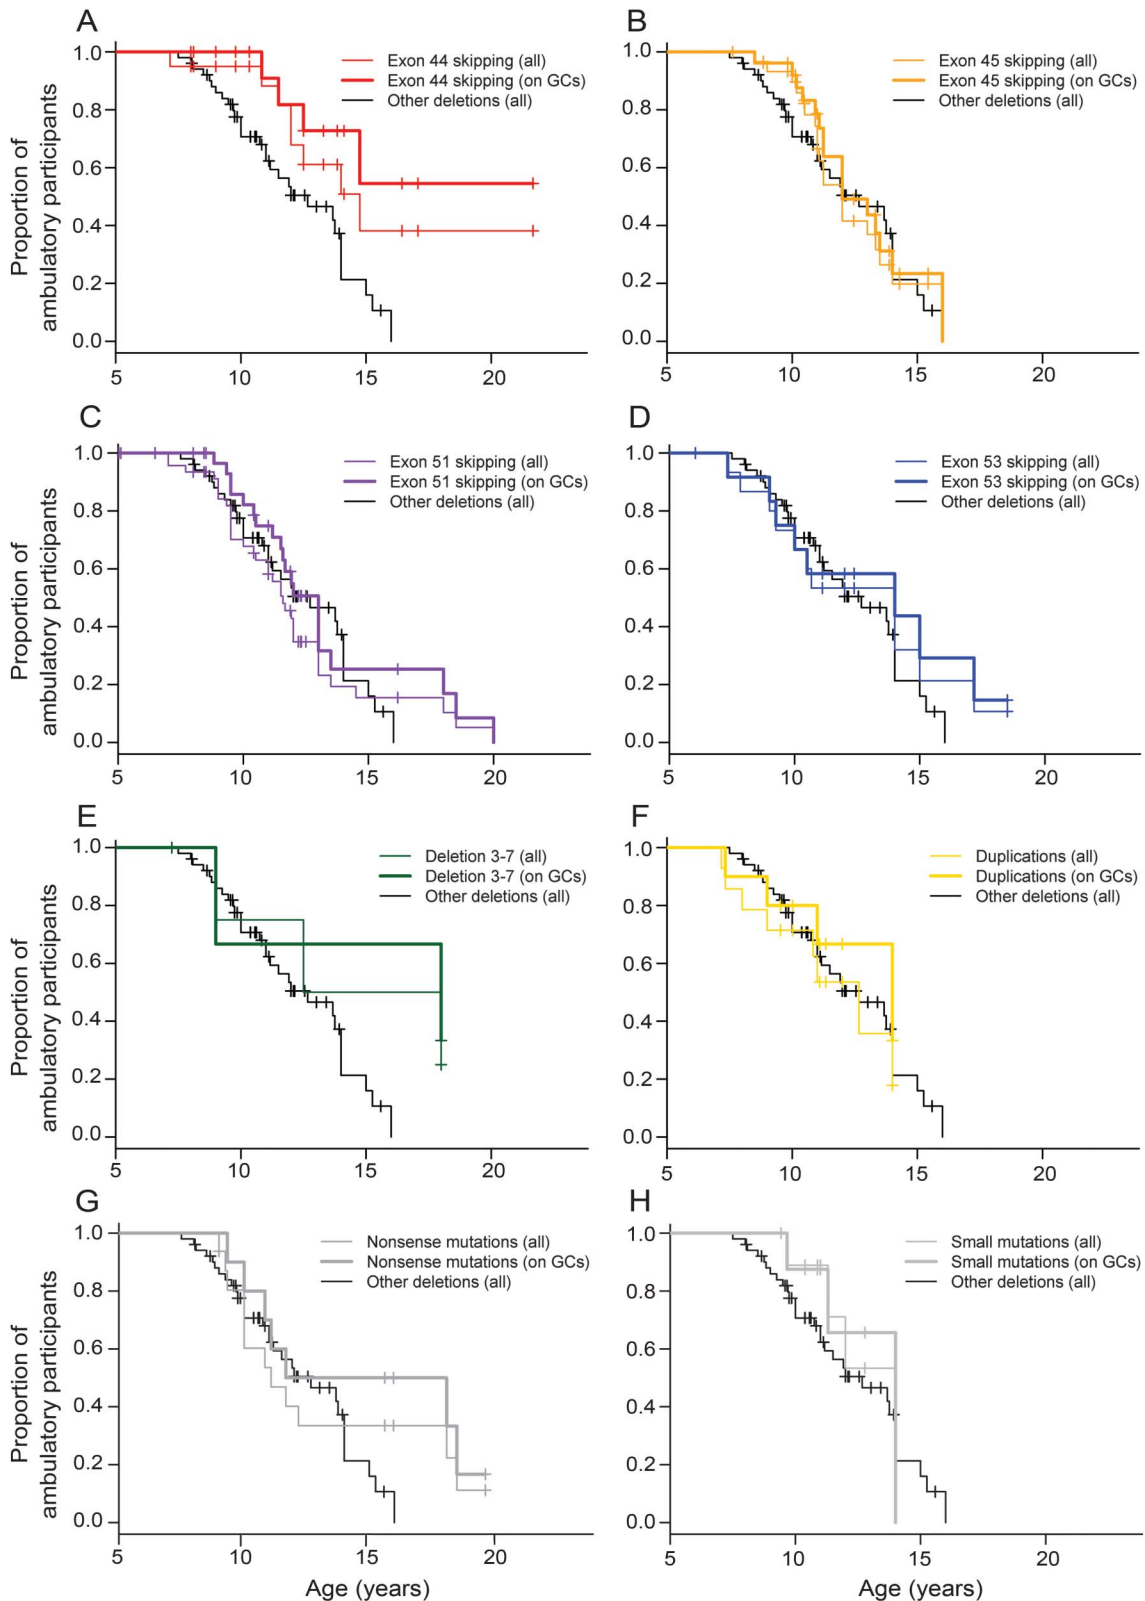 A
1.0
0.8
0.6
0.4
0.2
0.0
Proportion of
ambulatory participants
Exon 44 skipping (all)
Exon 44 skipping (on GCs)
Other deletions (all)
5 10 15 20
B
1.0
0.8
0.6
0.4
0.2
0.0
Exon 45 skipping (all)
Exon 45 skipping (on GCs)
Other deletions (all)
5 10 15 20
C
1.0
0.8
0.6
0.4
0.2
0.0
Proportion of
ambulatory participants
Exon 51 skipping (all)
Exon 51 skipping (on GCs)
Other deletions (all)
5 10 15 20
D
1.0
0.8
0.6
0.4
0.2
0.0
Exon 53 skipping (all)
Exon 53 skipping (on GCs)
Other deletions (all)
5 10 15 20
E
1.0
0.8
0.6
0.4
0.2
0.0
Proportion of
ambulatory participants
Deletion 3-7 (all)
Deletion 3-7 (on GCs)
Other deletions (all)
5 10 15 20
F
1.0
0.8
0.6
0.4
0.2
0.0
Duplications (all)
Duplications (on GCs)
Other deletions (all)
5 10 15 20
G
1.0
0.8
0.6
0.4
0.2
0.0
Proportion of
ambulatory participants
Nonsense mutations (all)
Nonsense mutations (on GCs)
Other deletions (all)
5 10 15 20
Age (years)
H
1.0
0.8
0.6
0.4
0.2
0.0
Small mutations (all)
Small mutations (on GCs)
Other deletions (all)
5 10 15 20
Age (years)